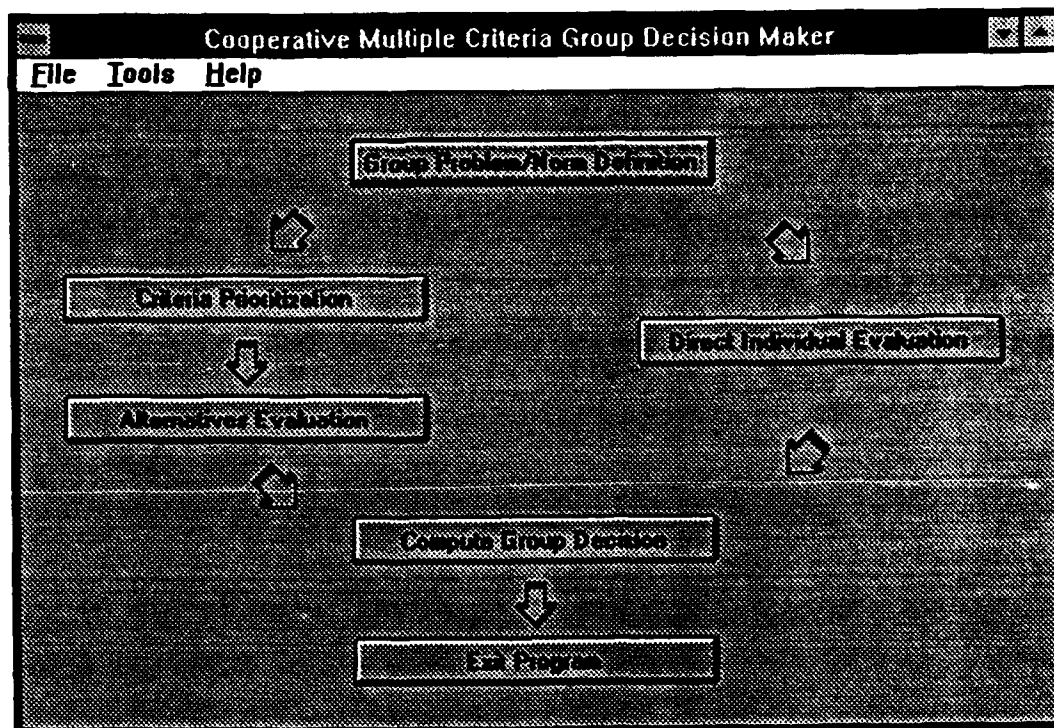 Cooperative Multiple Criteria Group Decision Maker
File Tools Help
Group Problem/Norm Definition
Criteria Prioritization
Direct Individual Evaluation
Alternatives Evaluation
Compute Group Decision
Exit Program